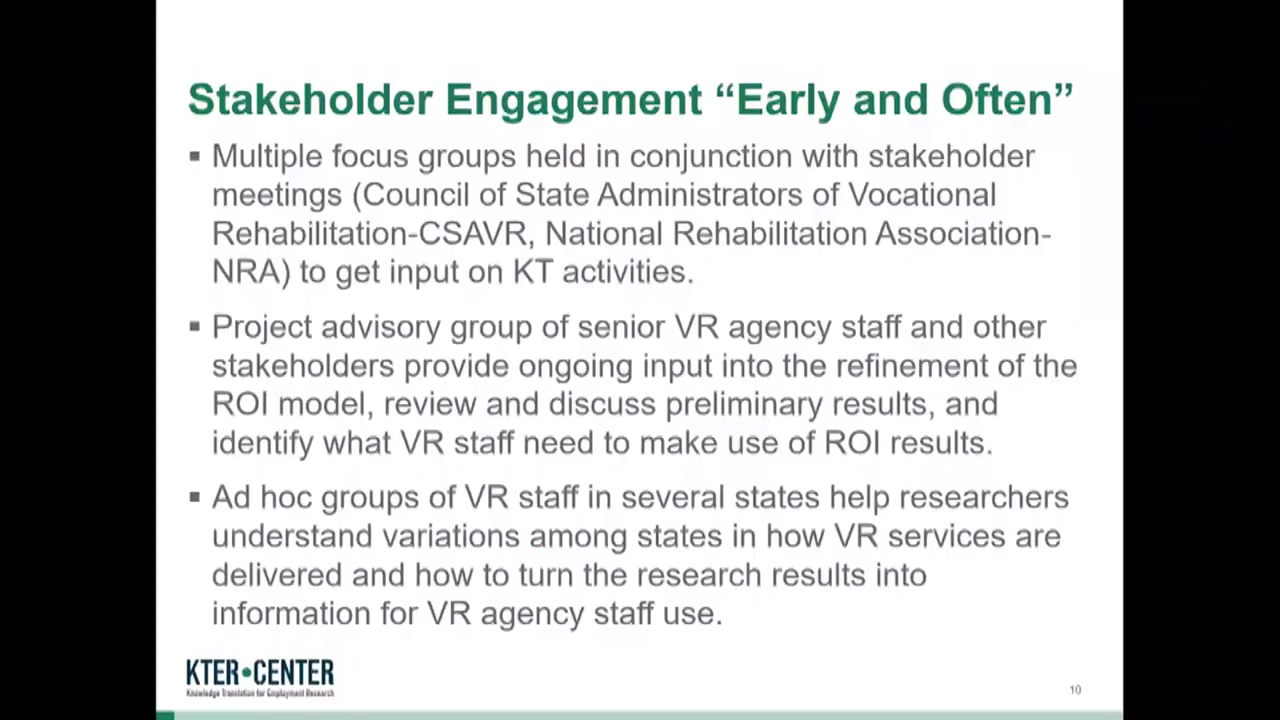 Stakeholder Engagement “Early and Often”
▪ Multiple focus groups held in conjunction with stakeholder
meetings (Council of State Administrators of Vocational
Rehabilitation-CSAVR, National Rehabilitation Association-
NRA) to get input on KT activities.
▪ Project advisory group of senior VR agency staff and other
stakeholders provide ongoing input into the refinement of the
ROI model, review and discuss preliminary results, and
identify what VR staff need to make use of ROI results.
▪ Ad hoc groups of VR staff in several states help researchers
understand variations among states in how VR services are
delivered and how to turn the research results into
information for VR agency staff use.
KTER•CENTER
Knowledge Translation for Employment Research
10